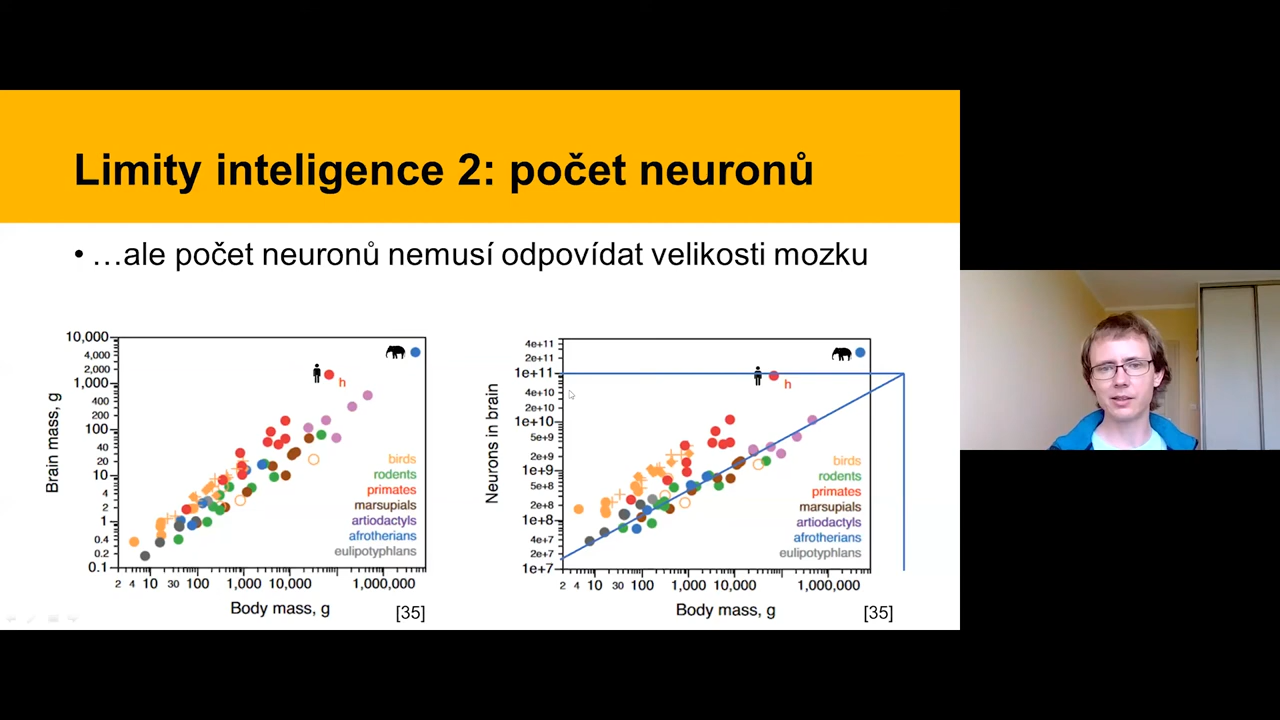 Limity inteligence 2: počet neuronů
• …ale počet neuronů nemusí odpovídat velikosti mozku
10,000
4,000
2,000
1,000
400
200
100
40
20
10
4
2
1
0.4
0.2
0.1
Brain mass, g
h
birds
rodents
primates
marsupials
artiodactyls
afrotherians
eulipotyphlans
2 4 10 30 100 1,000 10,000 1,000,000
Body mass, g
[35]
4e+11
2e+11
1e+11
4e+10
2e+10
1e+10
5e+9
2e+9
1e+9
5e+8
2e+8
1e+8
4e+7
2e+7
1e+7
Neurons in brain
h
birds
rodents
primates
marsupials
artiodactyls
afrotherians
eulipotyphlans
2 4 10 30 100 1,000 10,000 1,000,000
Body mass, g
[35]